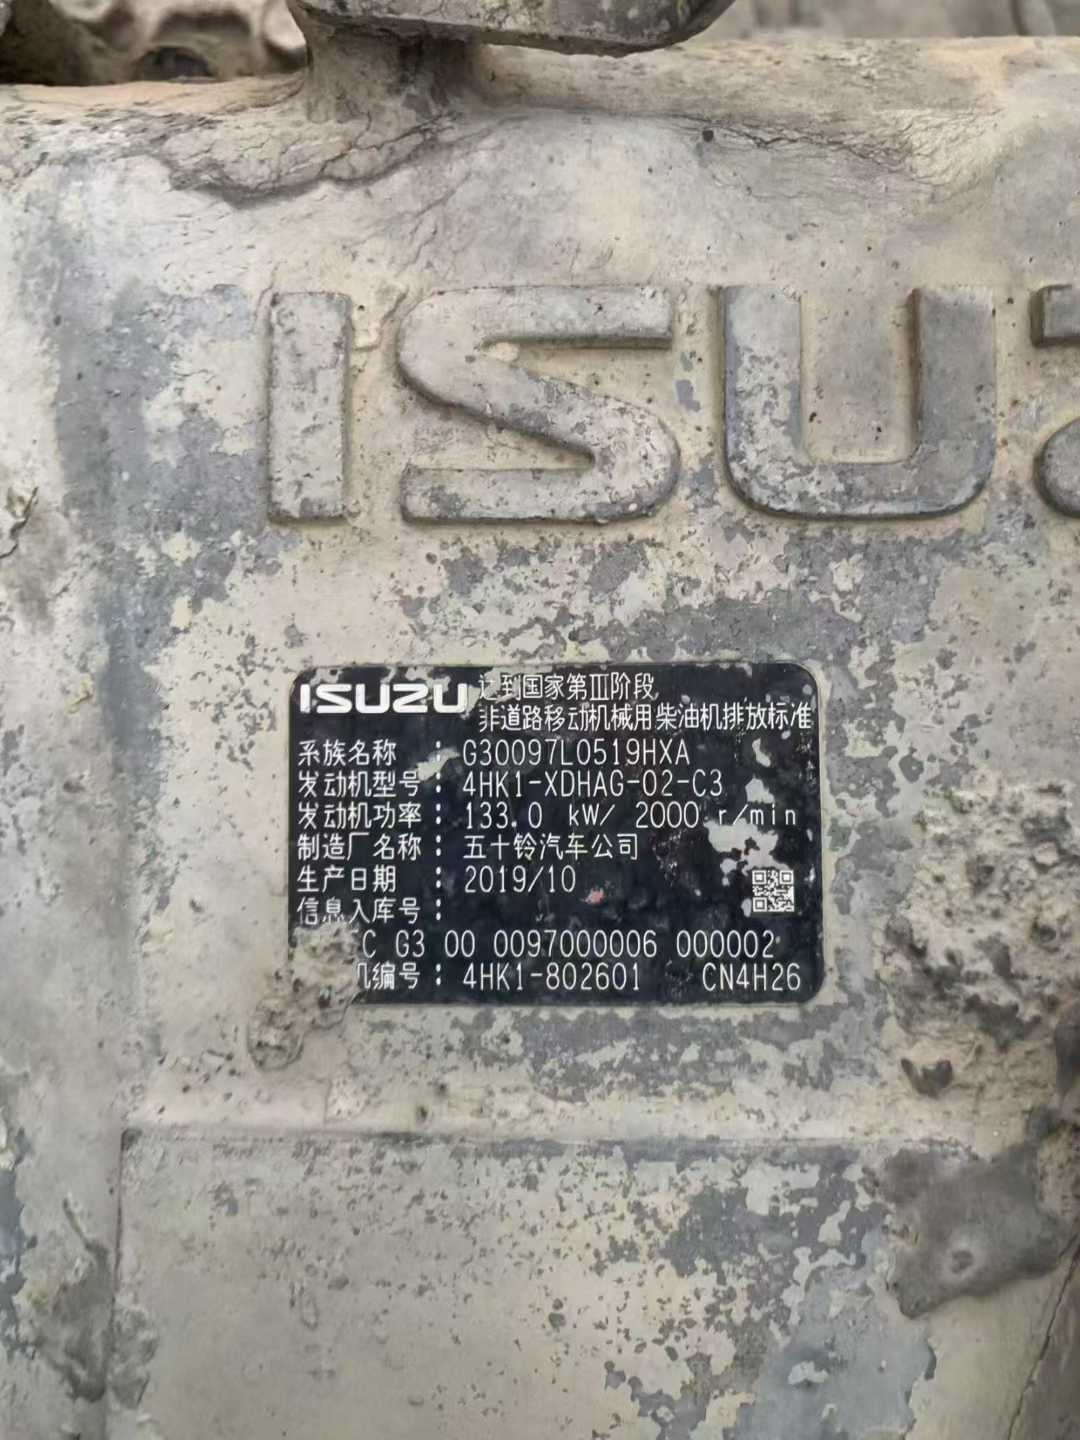 ISUZ
ISUZU 达到国家第III阶段
非道路移动机械用柴油机排放标准
系族名称 : G30097L0519HXA
发动机型号 : 4HK1-XDHAG-02-C3
发动机功率 : 133.0 kW/ 2000 r/min
制造厂名称 : 五十铃汽车公司
生产日期 : 2019/10
信息入库号 :
C G3 00 0097000006 000002
机编号 : 4HK1-802601 CN4H26